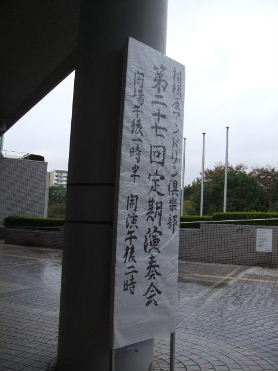 相模原マンドリン倶楽部
第二十七回定期演奏会
開場午後一時半 開演午後二時